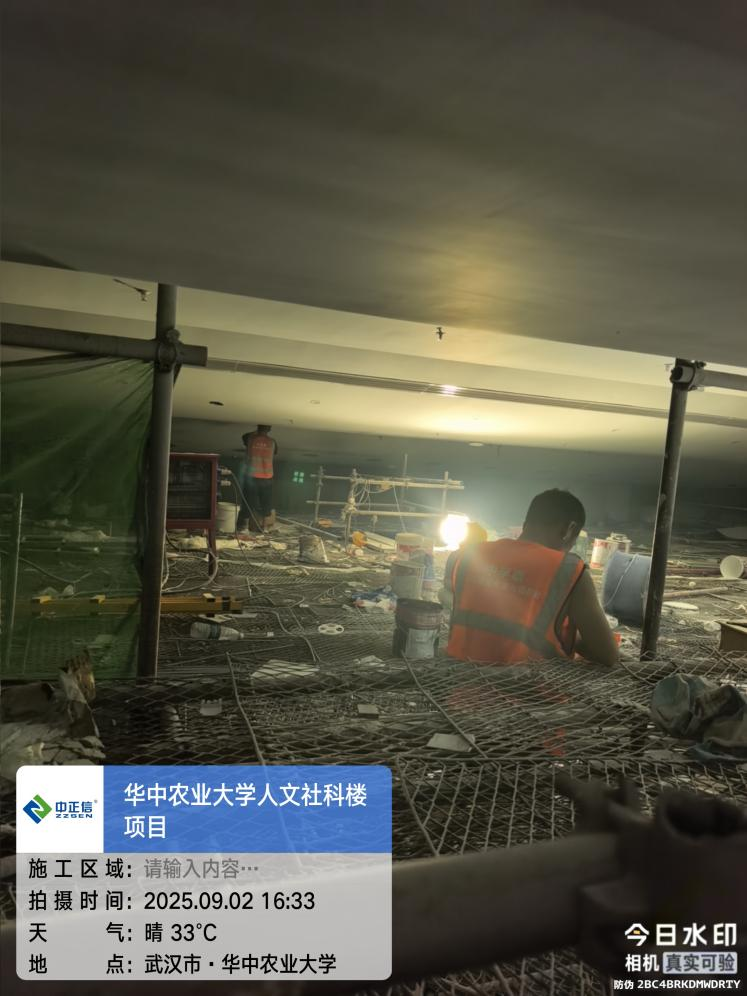 中正信
ZZSEN
华中农业大学人文社科楼
项目
施工区域：请输入内容…
拍摄时间：2025.09.02 16:33
天气：晴 33℃
地点：武汉市·华中农业大学
今日水印
相机 真实可验
防伪 2BC4BRKDMWDRTY